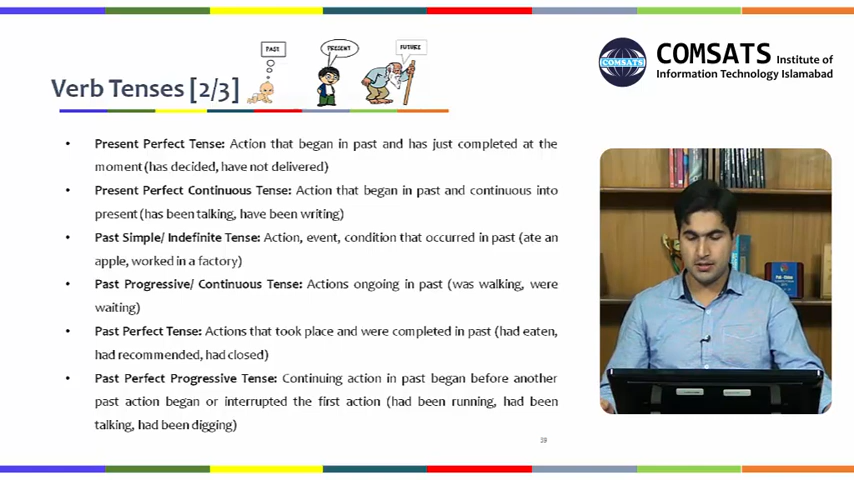 PAST
PRESENT
FUTURE
Verb Tenses [2/3]
COMSATS
COMSATS Institute of
Information Technology Islamabad
• Present Perfect Tense: Action that began in past and has just completed at the
moment (has decided, have not delivered)
• Present Perfect Continuous Tense: Action that began in past and continuous into
present (has been talking, have been writing)
• Past Simple/ Indefinite Tense: Action, event, condition that occurred in past (ate an
apple, worked in a factory)
• Past Progressive/ Continuous Tense: Actions ongoing in past (was walking, were
waiting)
• Past Perfect Tense: Actions that took place and were completed in past (had eaten,
had recommended, had closed)
• Past Perfect Progressive Tense: Continuing action in past began before another
past action began or interrupted the first action (had been running, had been
talking, had been digging)